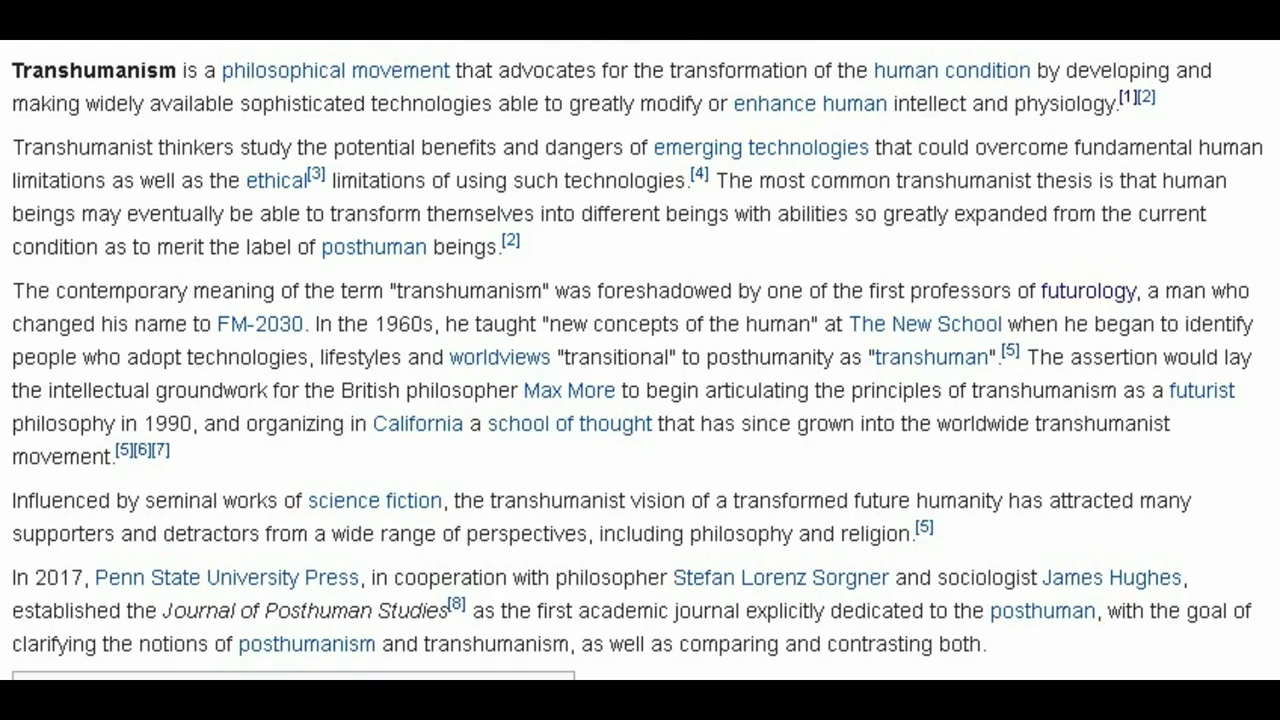 Transhumanism is a philosophical movement that advocates for the transformation of the human condition by developing and
making widely available sophisticated technologies able to greatly modify or enhance human intellect and physiology.[1][2]
Transhumanist thinkers study the potential benefits and dangers of emerging technologies that could overcome fundamental human
limitations as well as the ethical[3] limitations of using such technologies.[4] The most common transhumanist thesis is that human
beings may eventually be able to transform themselves into different beings with abilities so greatly expanded from the current
condition as to merit the label of posthuman beings.[2]
The contemporary meaning of the term "transhumanism" was foreshadowed by one of the first professors of futurology, a man who
changed his name to FM-2030. In the 1960s, he taught "new concepts of the human" at The New School when he began to identify
people who adopt technologies, lifestyles and worldviews "transitional" to posthumanity as "transhuman".[5] The assertion would lay
the intellectual groundwork for the British philosopher Max More to begin articulating the principles of transhumanism as a futurist
philosophy in 1990, and organizing in California a school of thought that has since grown into the worldwide transhumanist
movement.[5][6][7]
Influenced by seminal works of science fiction, the transhumanist vision of a transformed future humanity has attracted many
supporters and detractors from a wide range of perspectives, including philosophy and religion.[5]
In 2017, Penn State University Press, in cooperation with philosopher Stefan Lorenz Sorgner and sociologist James Hughes,
established the Journal of Posthuman Studies[8] as the first academic journal explicitly dedicated to the posthuman, with the goal of
clarifying the notions of posthumanism and transhumanism, as well as comparing and contrasting both.